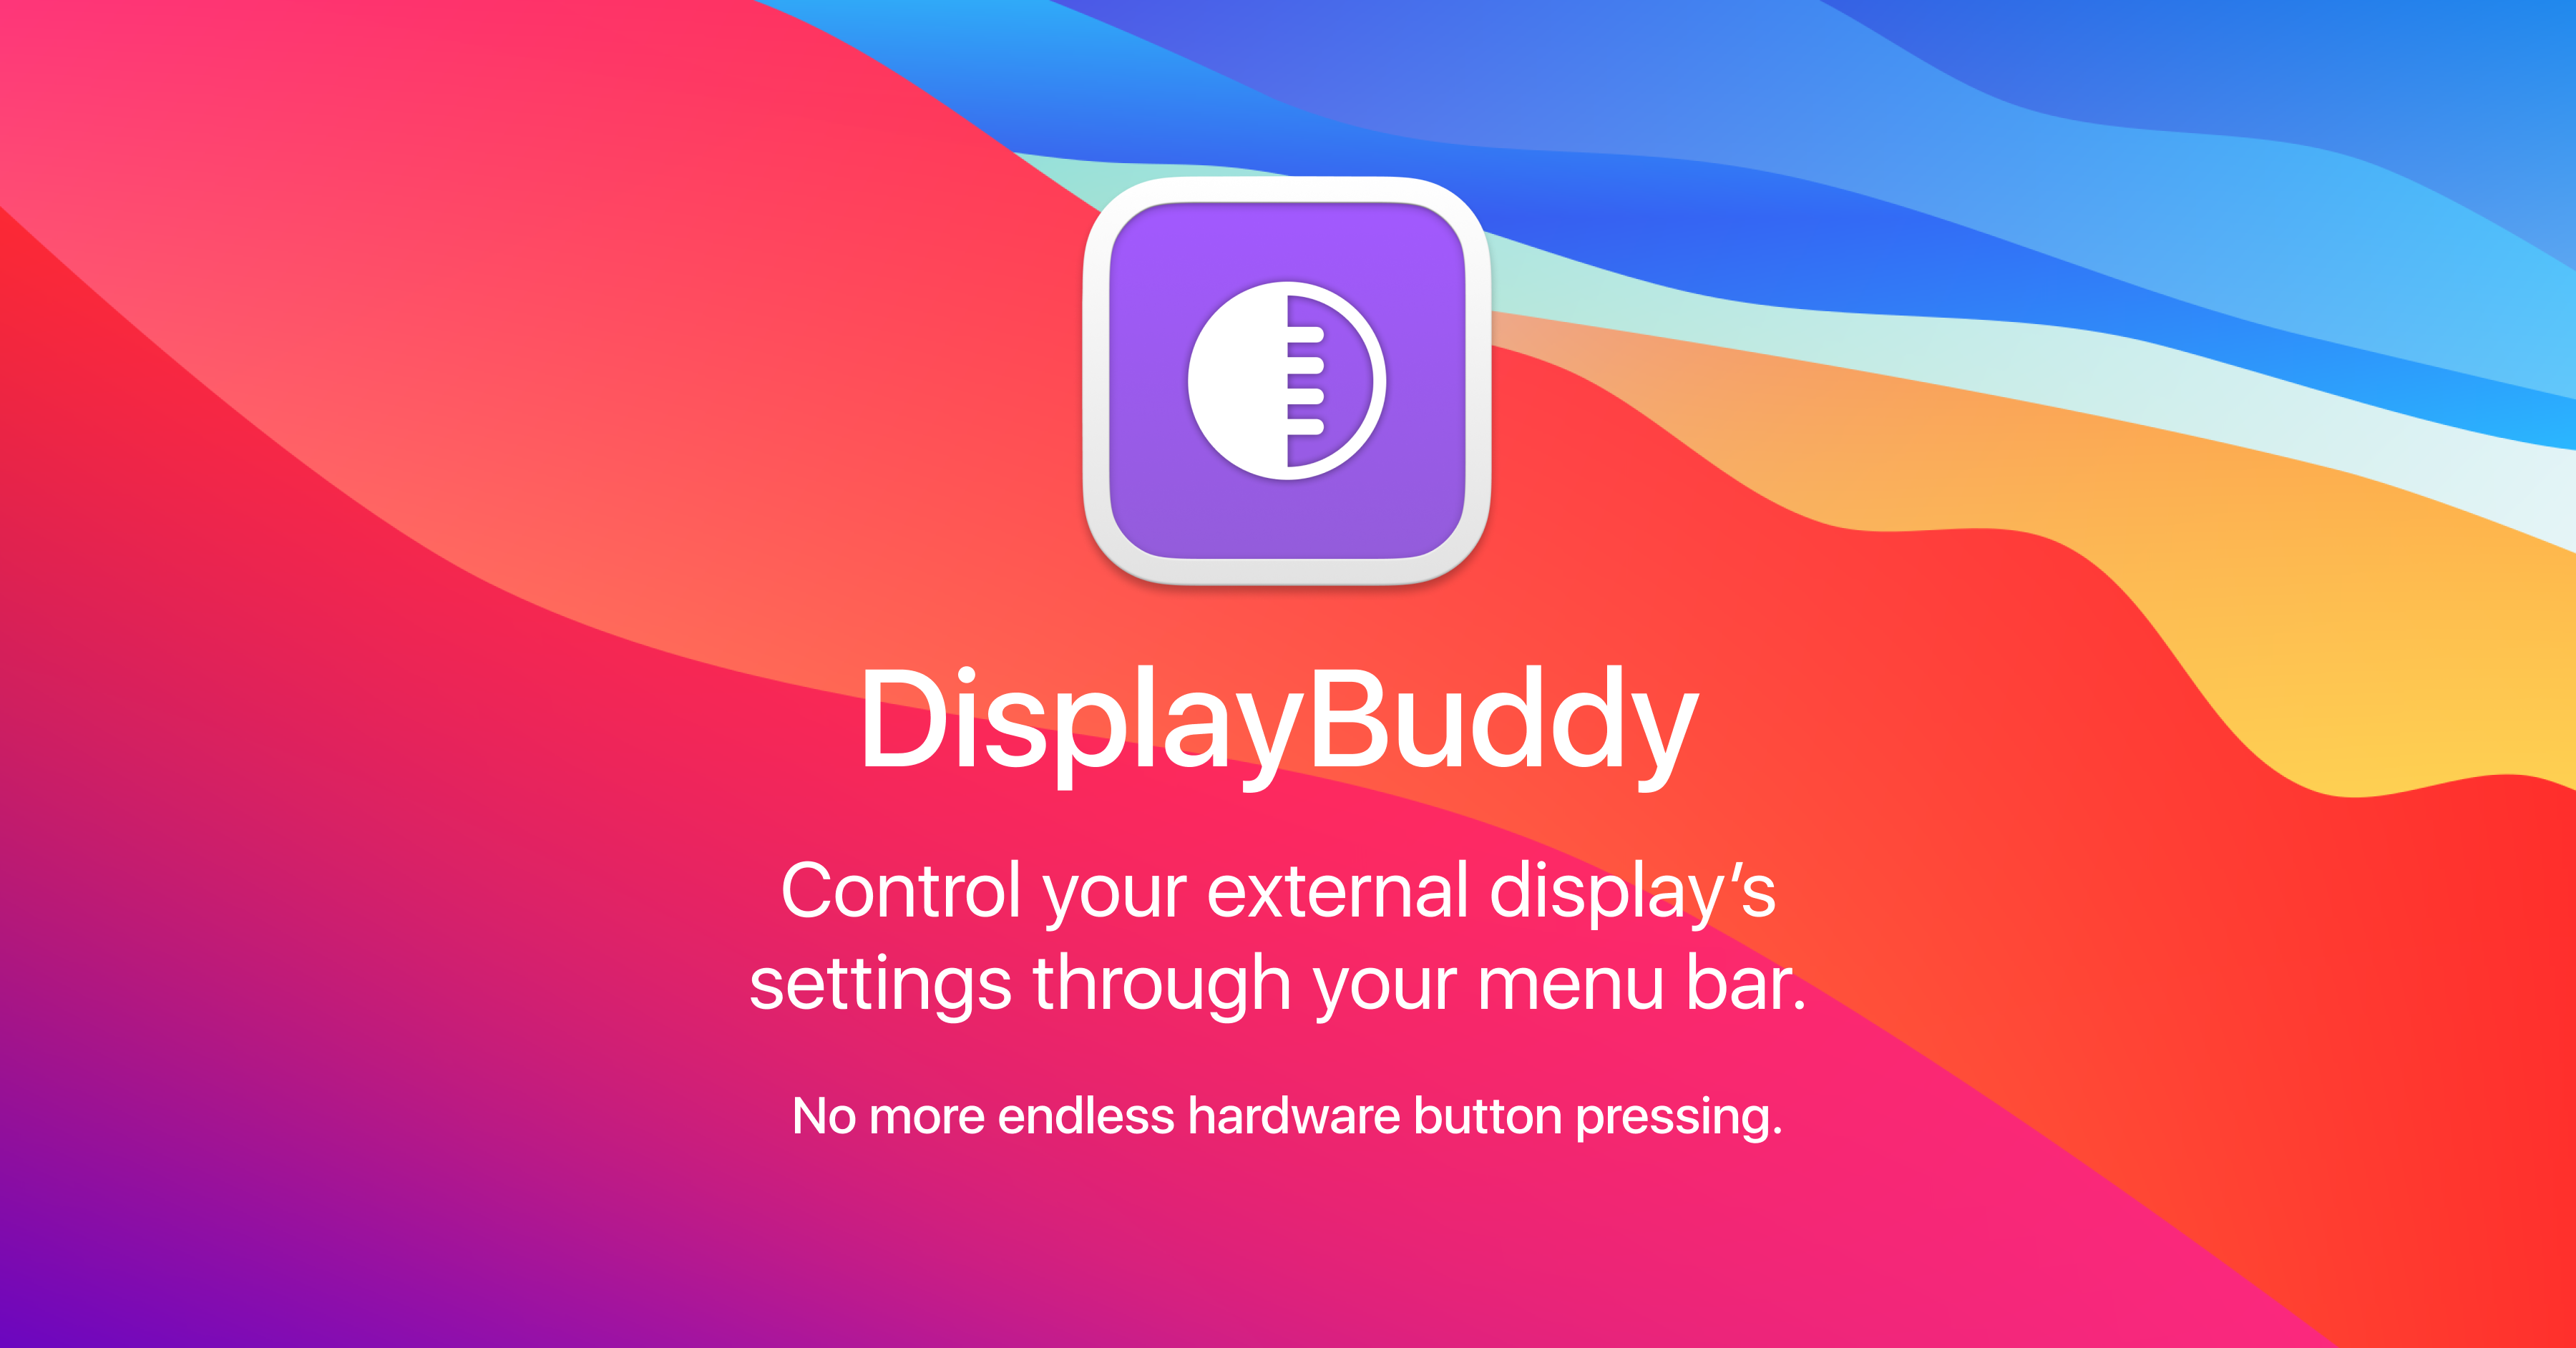 DisplayBuddy
Control your external display‘s
settings through your menu bar.
No more endless hardware button pressing.